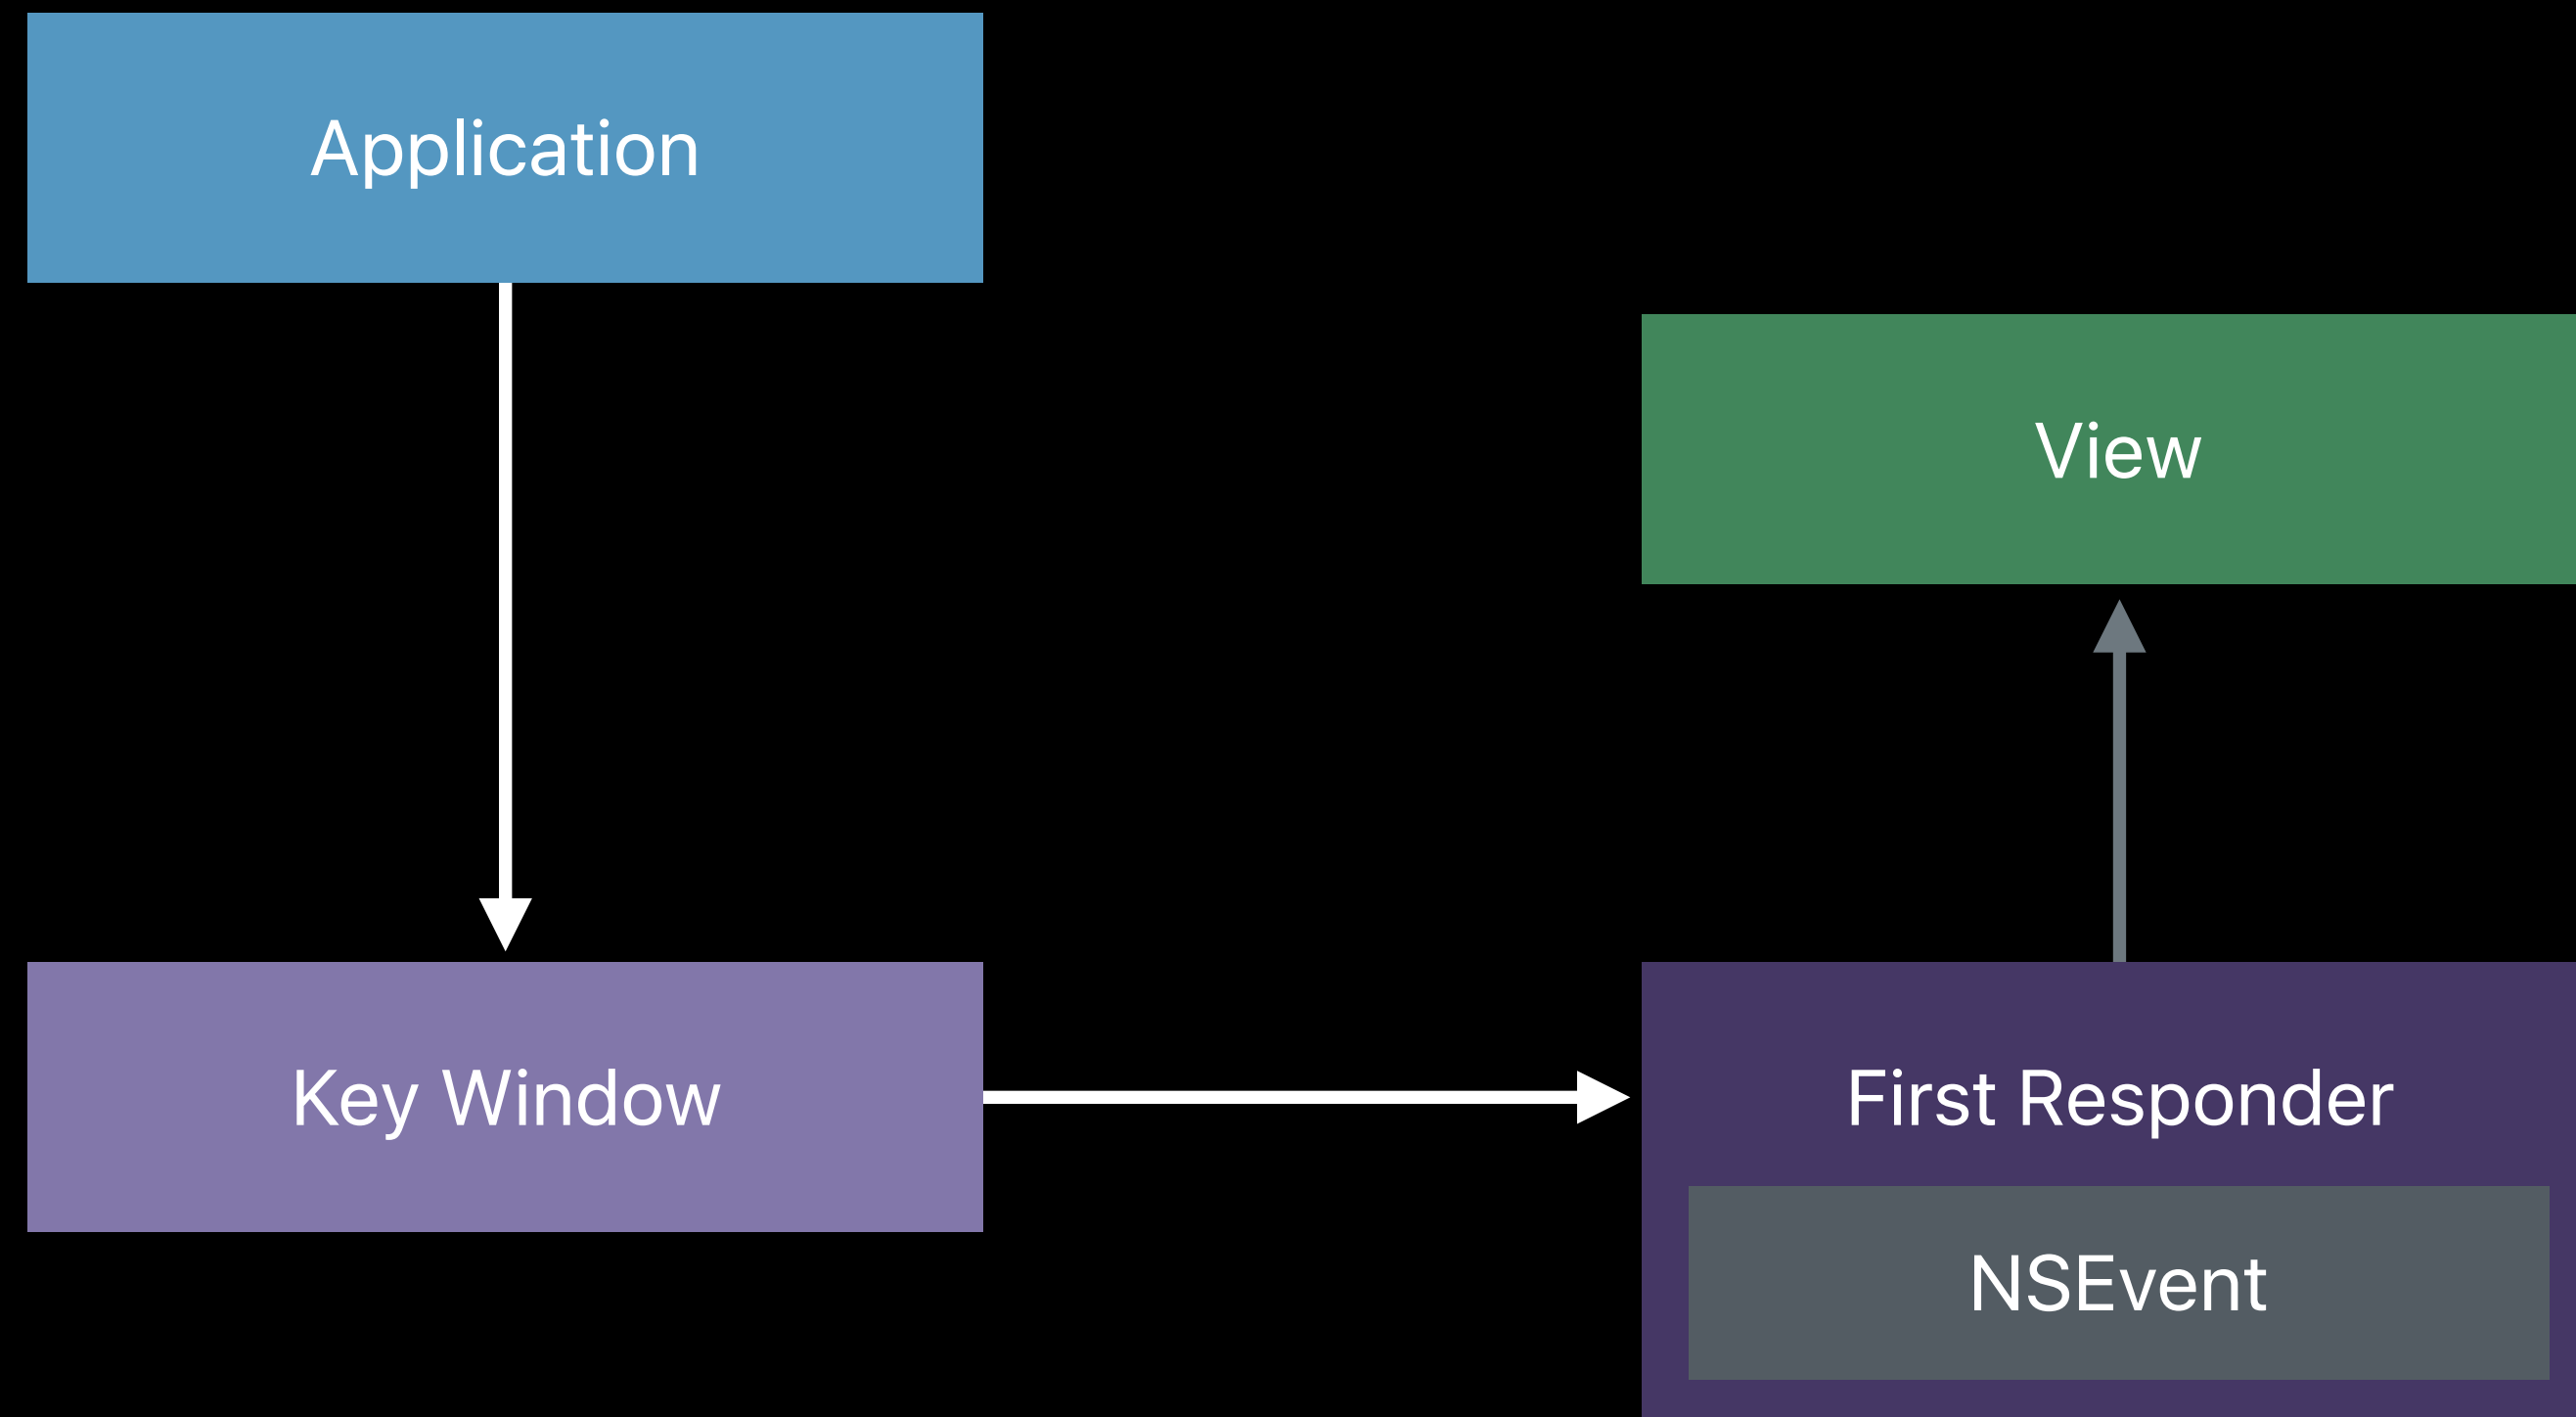 Application
View
Key Window
First Responder
NSEvent